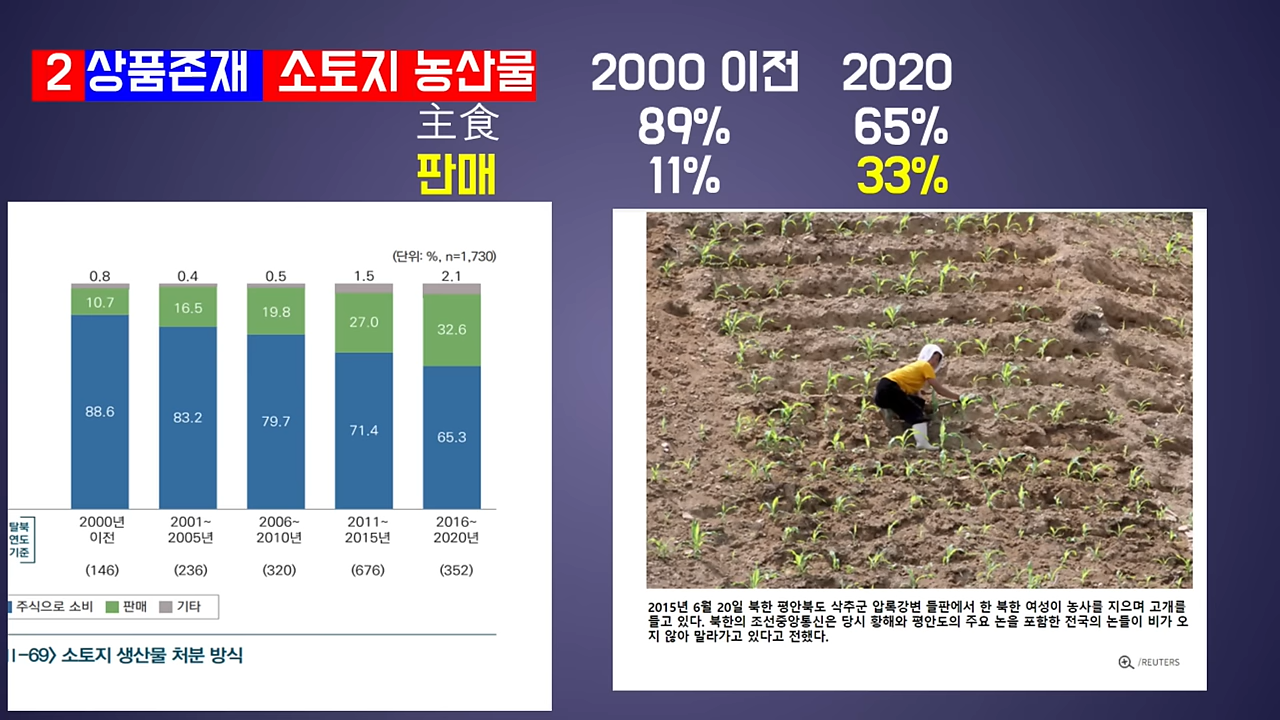 2 상품존재 소토지 농산물 2000 이전 2020
主食 89% 65%
판매 11% 33%
(단위: %, n=1,730)
0.8 0.4 0.5 1.5 2.1
10.7 16.5 19.8 27.0 32.6
88.6 83.2 79.7 71.4 65.3
탈북
연도
기준
2000년
이전
2001~
2005년
2006~
2010년
2011~
2015년
2016~
2020년
(146) (236) (320) (676) (352)
주식으로 소비 판매 기타
-69> 소토지 생산물 처분 방식
2015년 6월 20일 북한 평안북도 삭주군 압록강변 들판에서 한 북한 여성이 농사를 지으며 고개를
들고 있다. 북한의 조선중앙통신은 당시 황해와 평안도의 주요 논을 포함한 전국의 논들이 비가 오
지 않아 말라가고 있다고 전했다.
/REUTERS